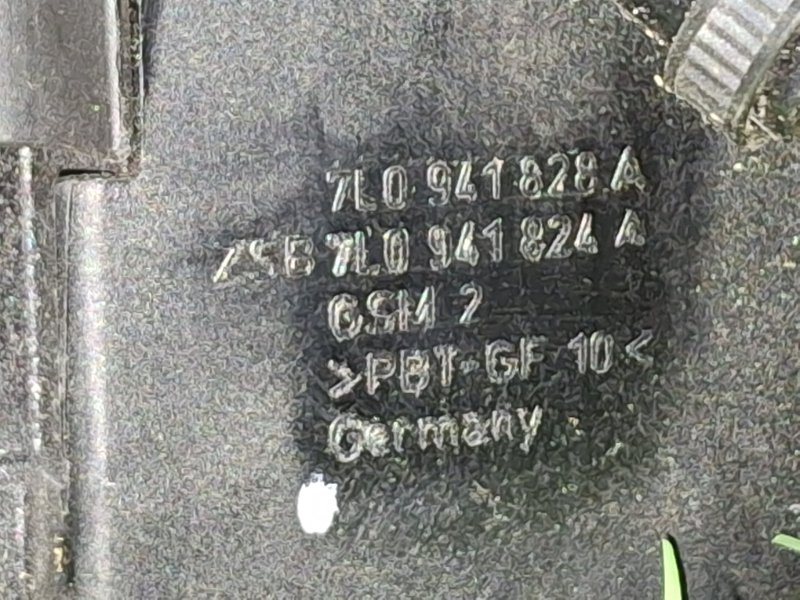 7L0 941 828 A
ZSB 7L0 941 824 A
GSM 2
>PBT-GF 10<
Germany